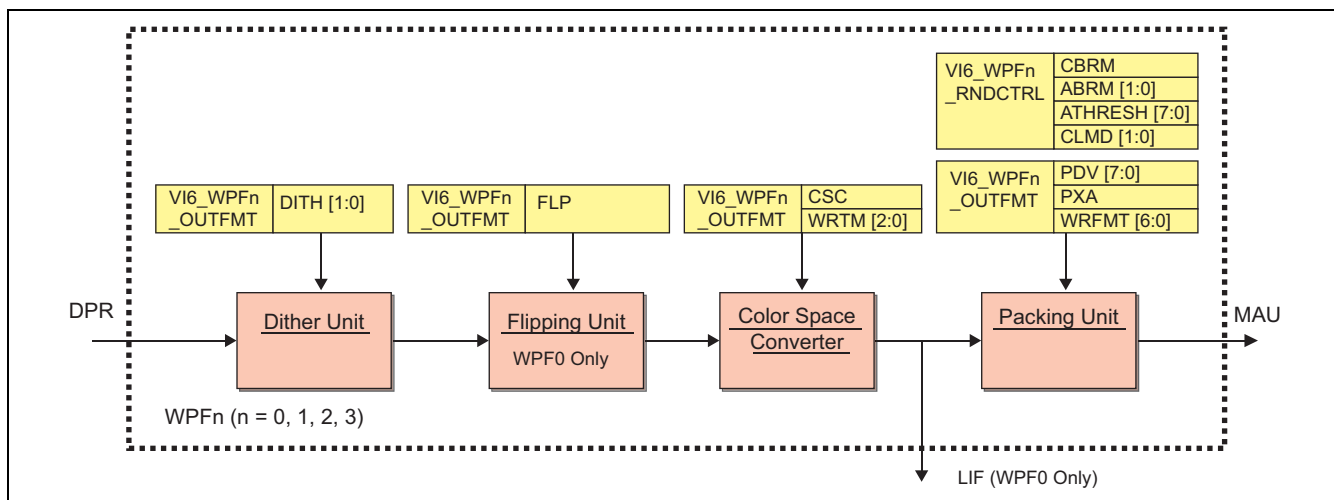 VI6_WPFn
_RNDCTRL
CBRM
ABRM [1:0]
ATHRESH [7:0]
CLMD [1:0]
VI6_WPFn
_OUTFMT
DITH [1:0]
VI6_WPFn
_OUTFMT
FLP
VI6_WPFn
_OUTFMT
CSC
WRTM [2:0]
VI6_WPFn
_OUTFMT
PDV [7:0]
PXA
WRFMT [6:0]
DPR
Dither Unit
Flipping Unit
WPF0 Only
Color Space
Converter
Packing Unit
MAU
WPFn (n = 0, 1, 2, 3)
LIF (WPF0 Only)